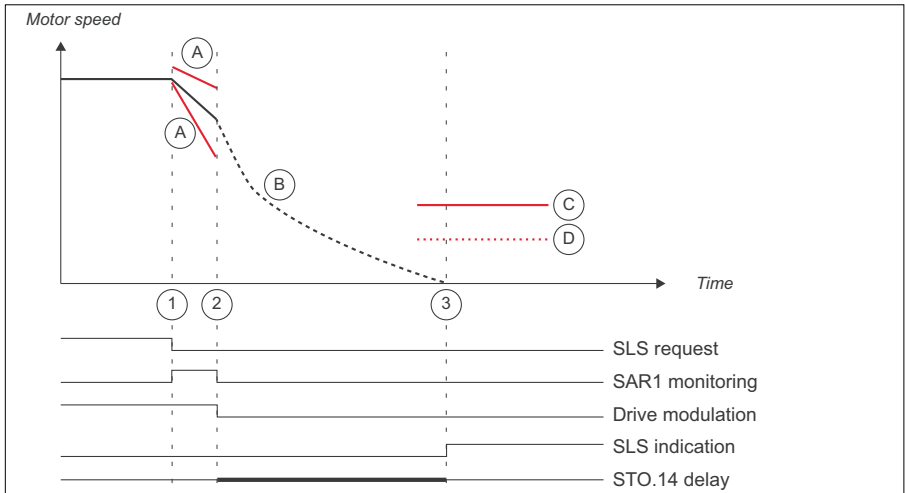 Motor speed
A
A
B
C
D
Time
1 2 3
SLS request
SAR1 monitoring
Drive modulation
SLS indication
STO.14 delay